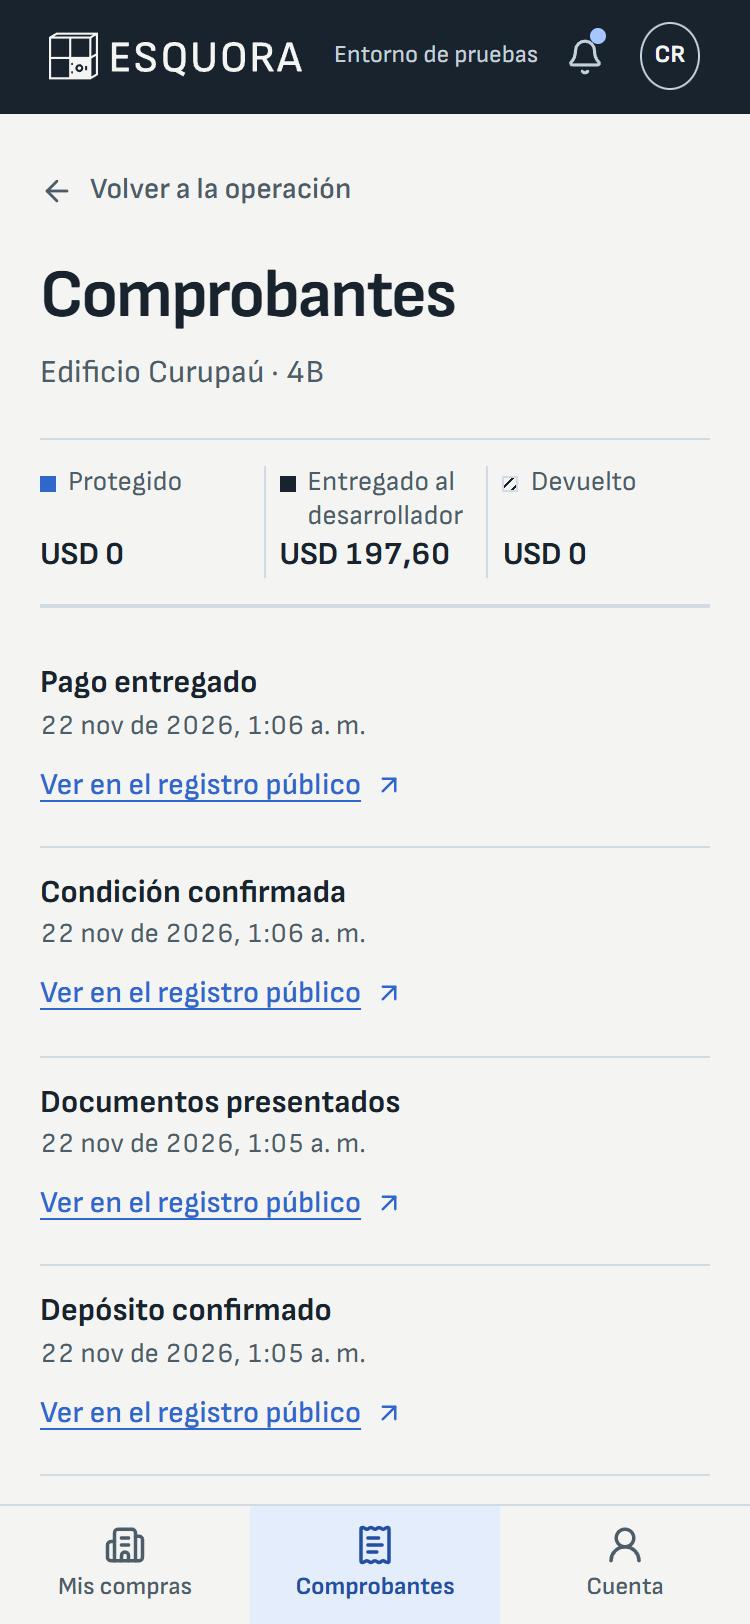 ESQUORA
Entorno de pruebas
CR
Volver a la operación
Comprobantes
Edificio Curupaú · 4B
Protegido
USD 0
Entregado al
desarrollador
USD 197,60
Devuelto
USD 0
Pago entregado
22 nov de 2026, 1:06 a. m.
Ver en el registro público
Condición confirmada
22 nov de 2026, 1:06 a. m.
Ver en el registro público
Documentos presentados
22 nov de 2026, 1:05 a. m.
Ver en el registro público
Depósito confirmado
22 nov de 2026, 1:05 a. m.
Ver en el registro público
Mis compras
Comprobantes
Cuenta